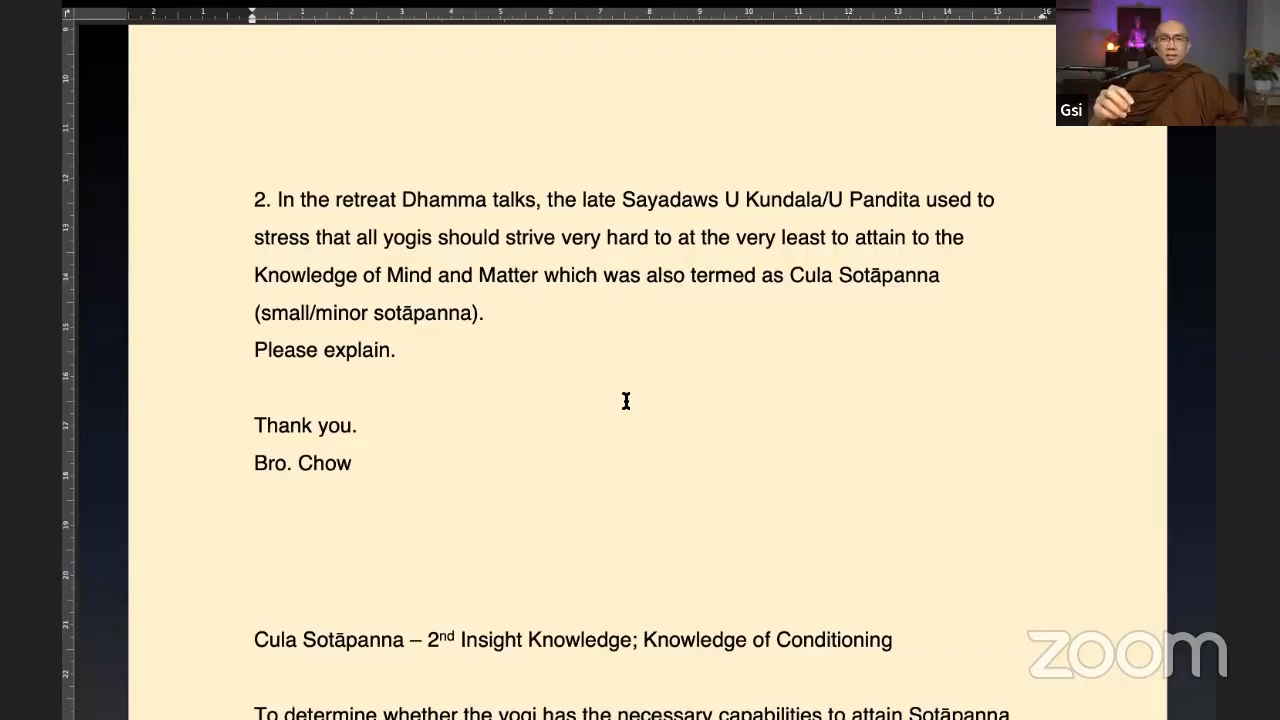 Gsi
2. In the retreat Dhamma talks, the late Sayadaws U Kundala/U Pandita used to
stress that all yogis should strive very hard to at the very least to attain to the
Knowledge of Mind and Matter which was also termed as Cula Sotāpanna
(small/minor sotāpanna).
Please explain.
Thank you.
Bro. Chow
Cula Sotāpanna – 2nd Insight Knowledge; Knowledge of Conditioning
zoom
To determine whether the yogi has the necessary capabilities to attain Sotāpanna